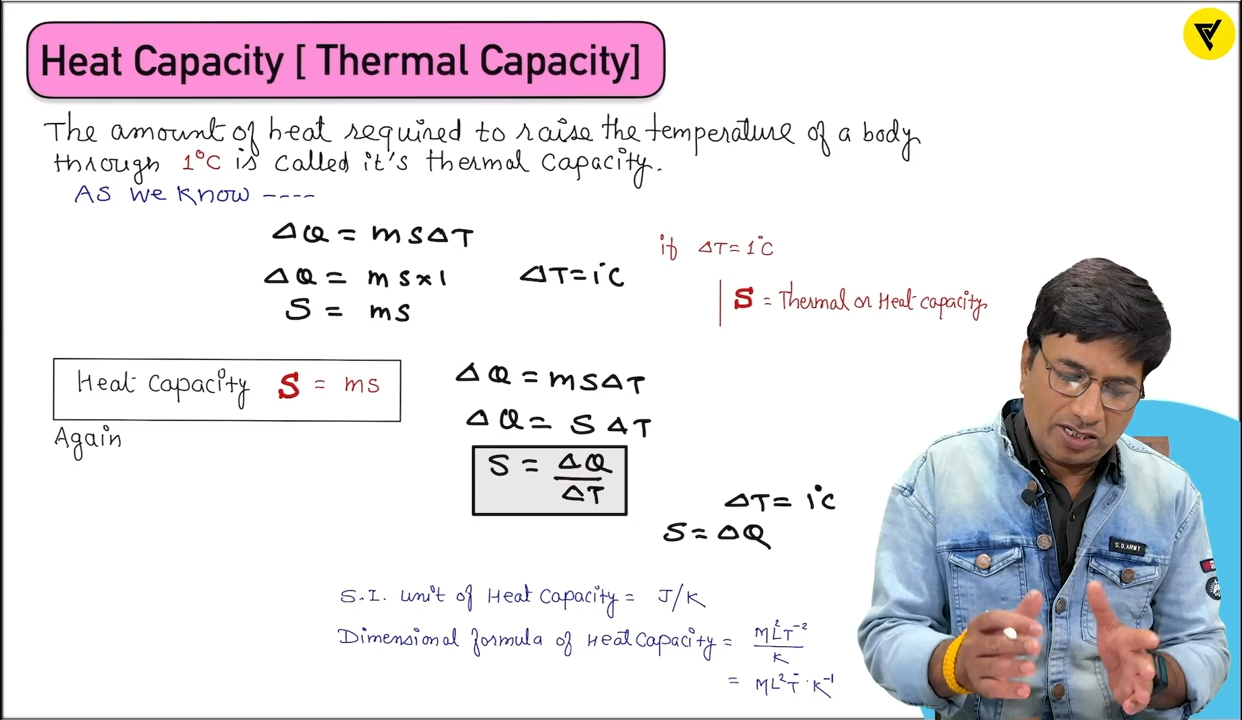 Heat Capacity [ Thermal Capacity]
The amount of heat required to raise the temperature of a body
through 1°C is called it's thermal capacity.
As we know ----
ΔQ = msΔT
if ΔT=1°C
ΔQ = ms×1 ΔT=1°C
S = ms
S = Thermal or Heat capacity
Heat Capacity S = ms
ΔQ = msΔT
ΔQ = SΔT
Again
S = ΔQ/ΔT
ΔT = 1°C
S = ΔQ
S.D.ARMY
S.I. Unit of Heat Capacity = J/K
Dimensional formula of Heat Capacity = ML²T⁻²/K
= ML²T⁻·K⁻¹